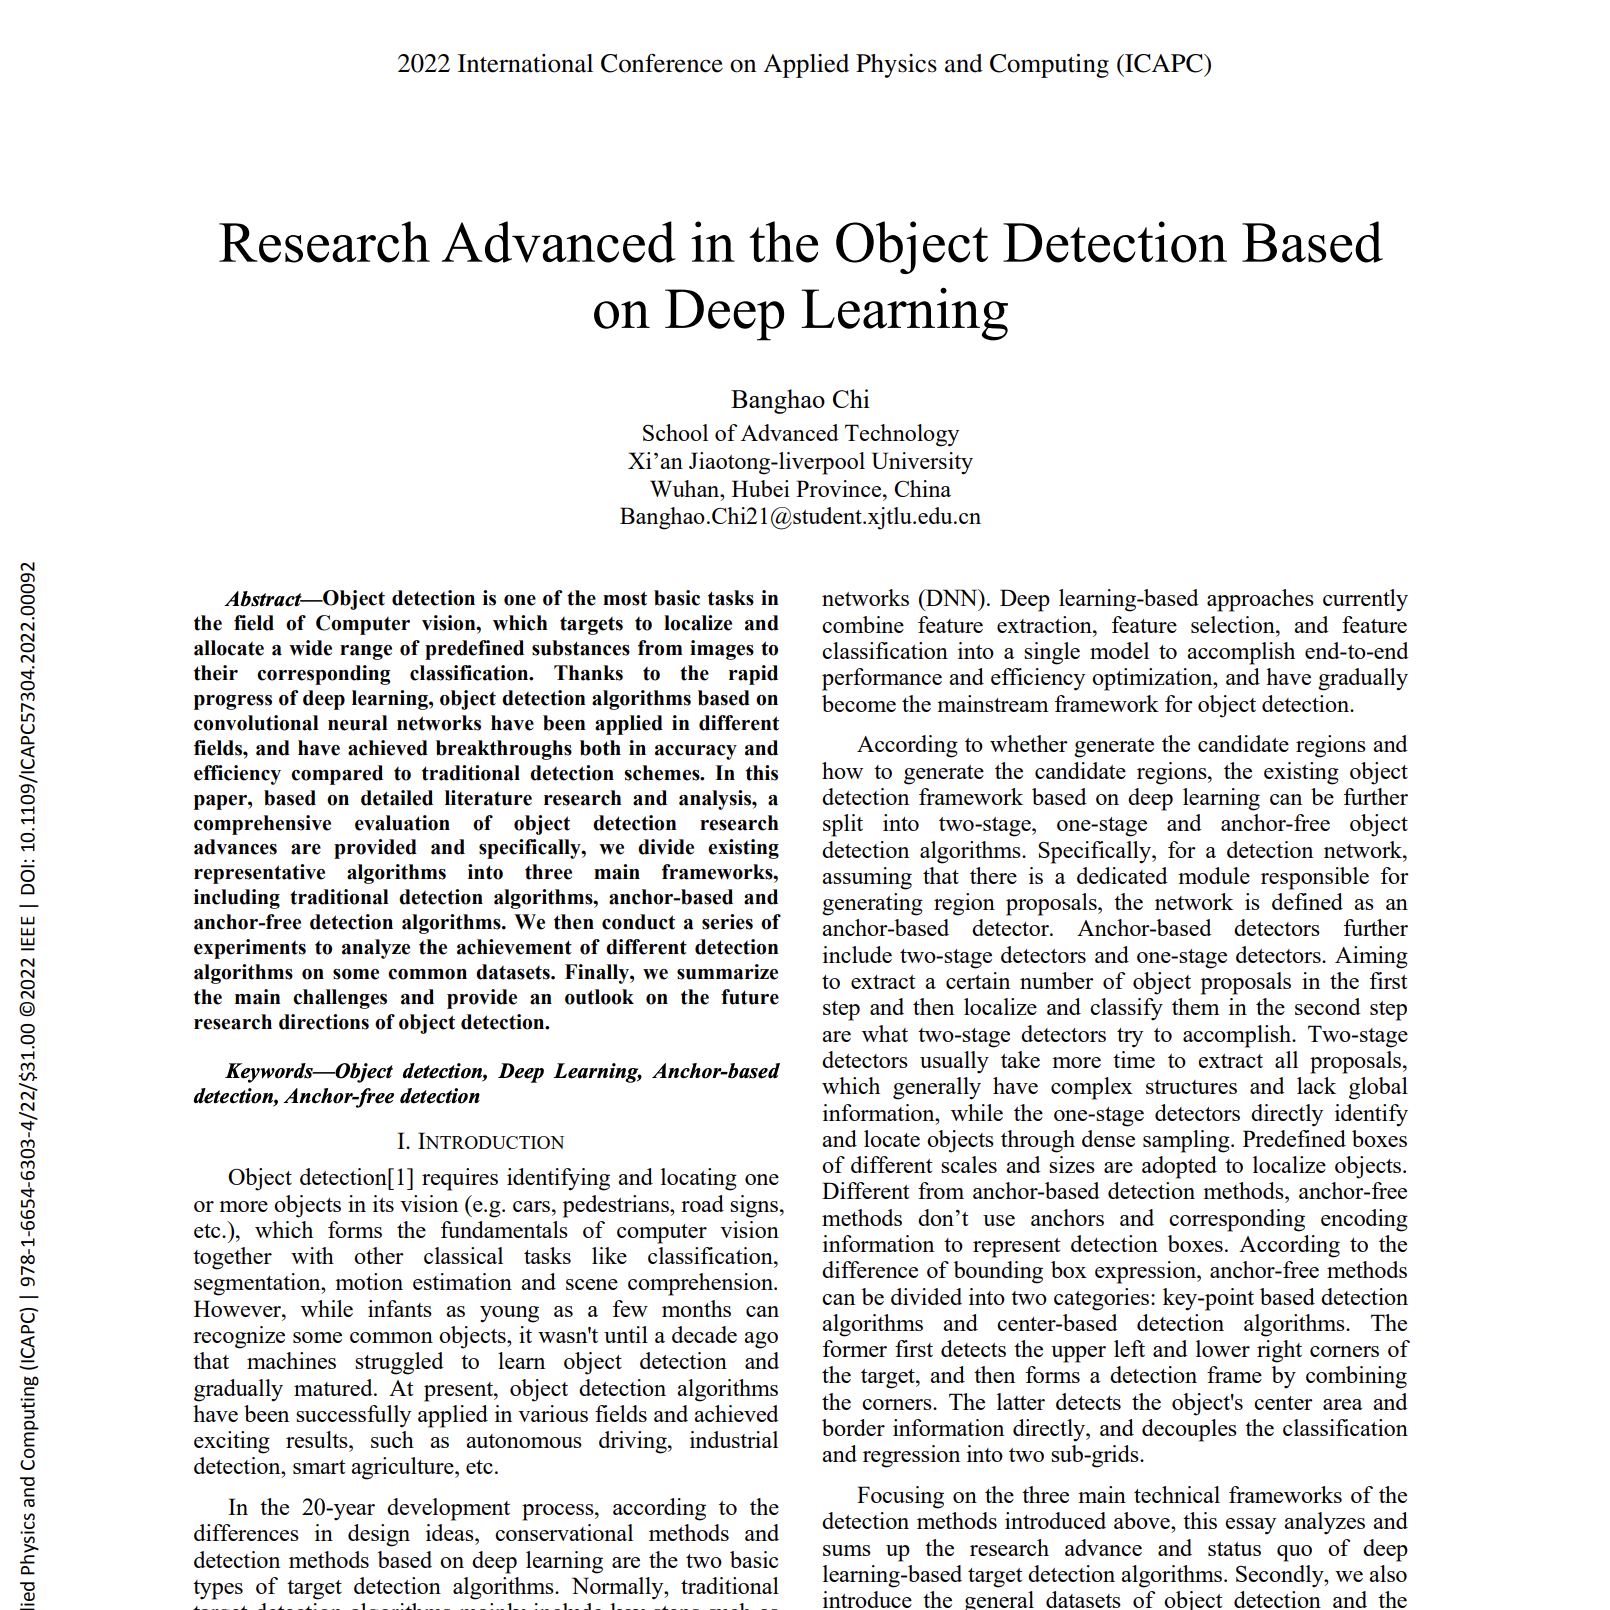 2022 International Conference on Applied Physics and Computing (ICAPC)
Research Advanced in the Object Detection Based
on Deep Learning
Banghao Chi
School of Advanced Technology
Xi’an Jiaotong-liverpool University
Wuhan, Hubei Province, China
Banghao.Chi21@student.xjtlu.edu.cn
Abstract—Object detection is one of the most basic tasks in
the field of Computer vision, which targets to localize and
allocate a wide range of predefined substances from images to
their corresponding classification. Thanks to the rapid
progress of deep learning, object detection algorithms based on
convolutional neural networks have been applied in different
fields, and have achieved breakthroughs both in accuracy and
efficiency compared to traditional detection schemes. In this
paper, based on detailed literature research and analysis, a
comprehensive evaluation of object detection research
advances are provided and specifically, we divide existing
representative algorithms into three main frameworks,
including traditional detection algorithms, anchor-based and
anchor-free detection algorithms. We then conduct a series of
experiments to analyze the achievement of different detection
algorithms on some common datasets. Finally, we summarize
the main challenges and provide an outlook on the future
research directions of object detection.
Keywords—Object detection, Deep Learning, Anchor-based
detection, Anchor-free detection
I. INTRODUCTION
Object detection[1] requires identifying and locating one
or more objects in its vision (e.g. cars, pedestrians, road signs,
etc.), which forms the fundamentals of computer vision
together with other classical tasks like classification,
segmentation, motion estimation and scene comprehension.
However, while infants as young as a few months can
recognize some common objects, it wasn't until a decade ago
that machines struggled to learn object detection and
gradually matured. At present, object detection algorithms
have been successfully applied in various fields and achieved
exciting results, such as autonomous driving, industrial
detection, smart agriculture, etc.
In the 20-year development process, according to the
differences in design ideas, conservational methods and
detection methods based on deep learning are the two basic
types of target detection algorithms. Normally, traditional
target detection algorithms mainly include key steps such as
networks (DNN). Deep learning-based approaches currently
combine feature extraction, feature selection, and feature
classification into a single model to accomplish end-to-end
performance and efficiency optimization, and have gradually
become the mainstream framework for object detection.
According to whether generate the candidate regions and
how to generate the candidate regions, the existing object
detection framework based on deep learning can be further
split into two-stage, one-stage and anchor-free object
detection algorithms. Specifically, for a detection network,
assuming that there is a dedicated module responsible for
generating region proposals, the network is defined as an
anchor-based detector. Anchor-based detectors further
include two-stage detectors and one-stage detectors. Aiming
to extract a certain number of object proposals in the first
step and then localize and classify them in the second step
are what two-stage detectors try to accomplish. Two-stage
detectors usually take more time to extract all proposals,
which generally have complex structures and lack global
information, while the one-stage detectors directly identify
and locate objects through dense sampling. Predefined boxes
of different scales and sizes are adopted to localize objects.
Different from anchor-based detection methods, anchor-free
methods don’t use anchors and corresponding encoding
information to represent detection boxes. According to the
difference of bounding box expression, anchor-free methods
can be divided into two categories: key-point based detection
algorithms and center-based detection algorithms. The
former first detects the upper left and lower right corners of
the target, and then forms a detection frame by combining
the corners. The latter detects the object's center area and
border information directly, and decouples the classification
and regression into two sub-grids.
Focusing on the three main technical frameworks of the
detection methods introduced above, this essay analyzes and
sums up the research advance and status quo of deep
learning-based target detection algorithms. Secondly, we also
introduce the general datasets of object detection and the
lied Physics and Computing (ICAPC) | 978-1-6654-6303-4/22/$31.00 ©2022 IEEE | DOI: 10.1109/ICAPC57304.2022.00092